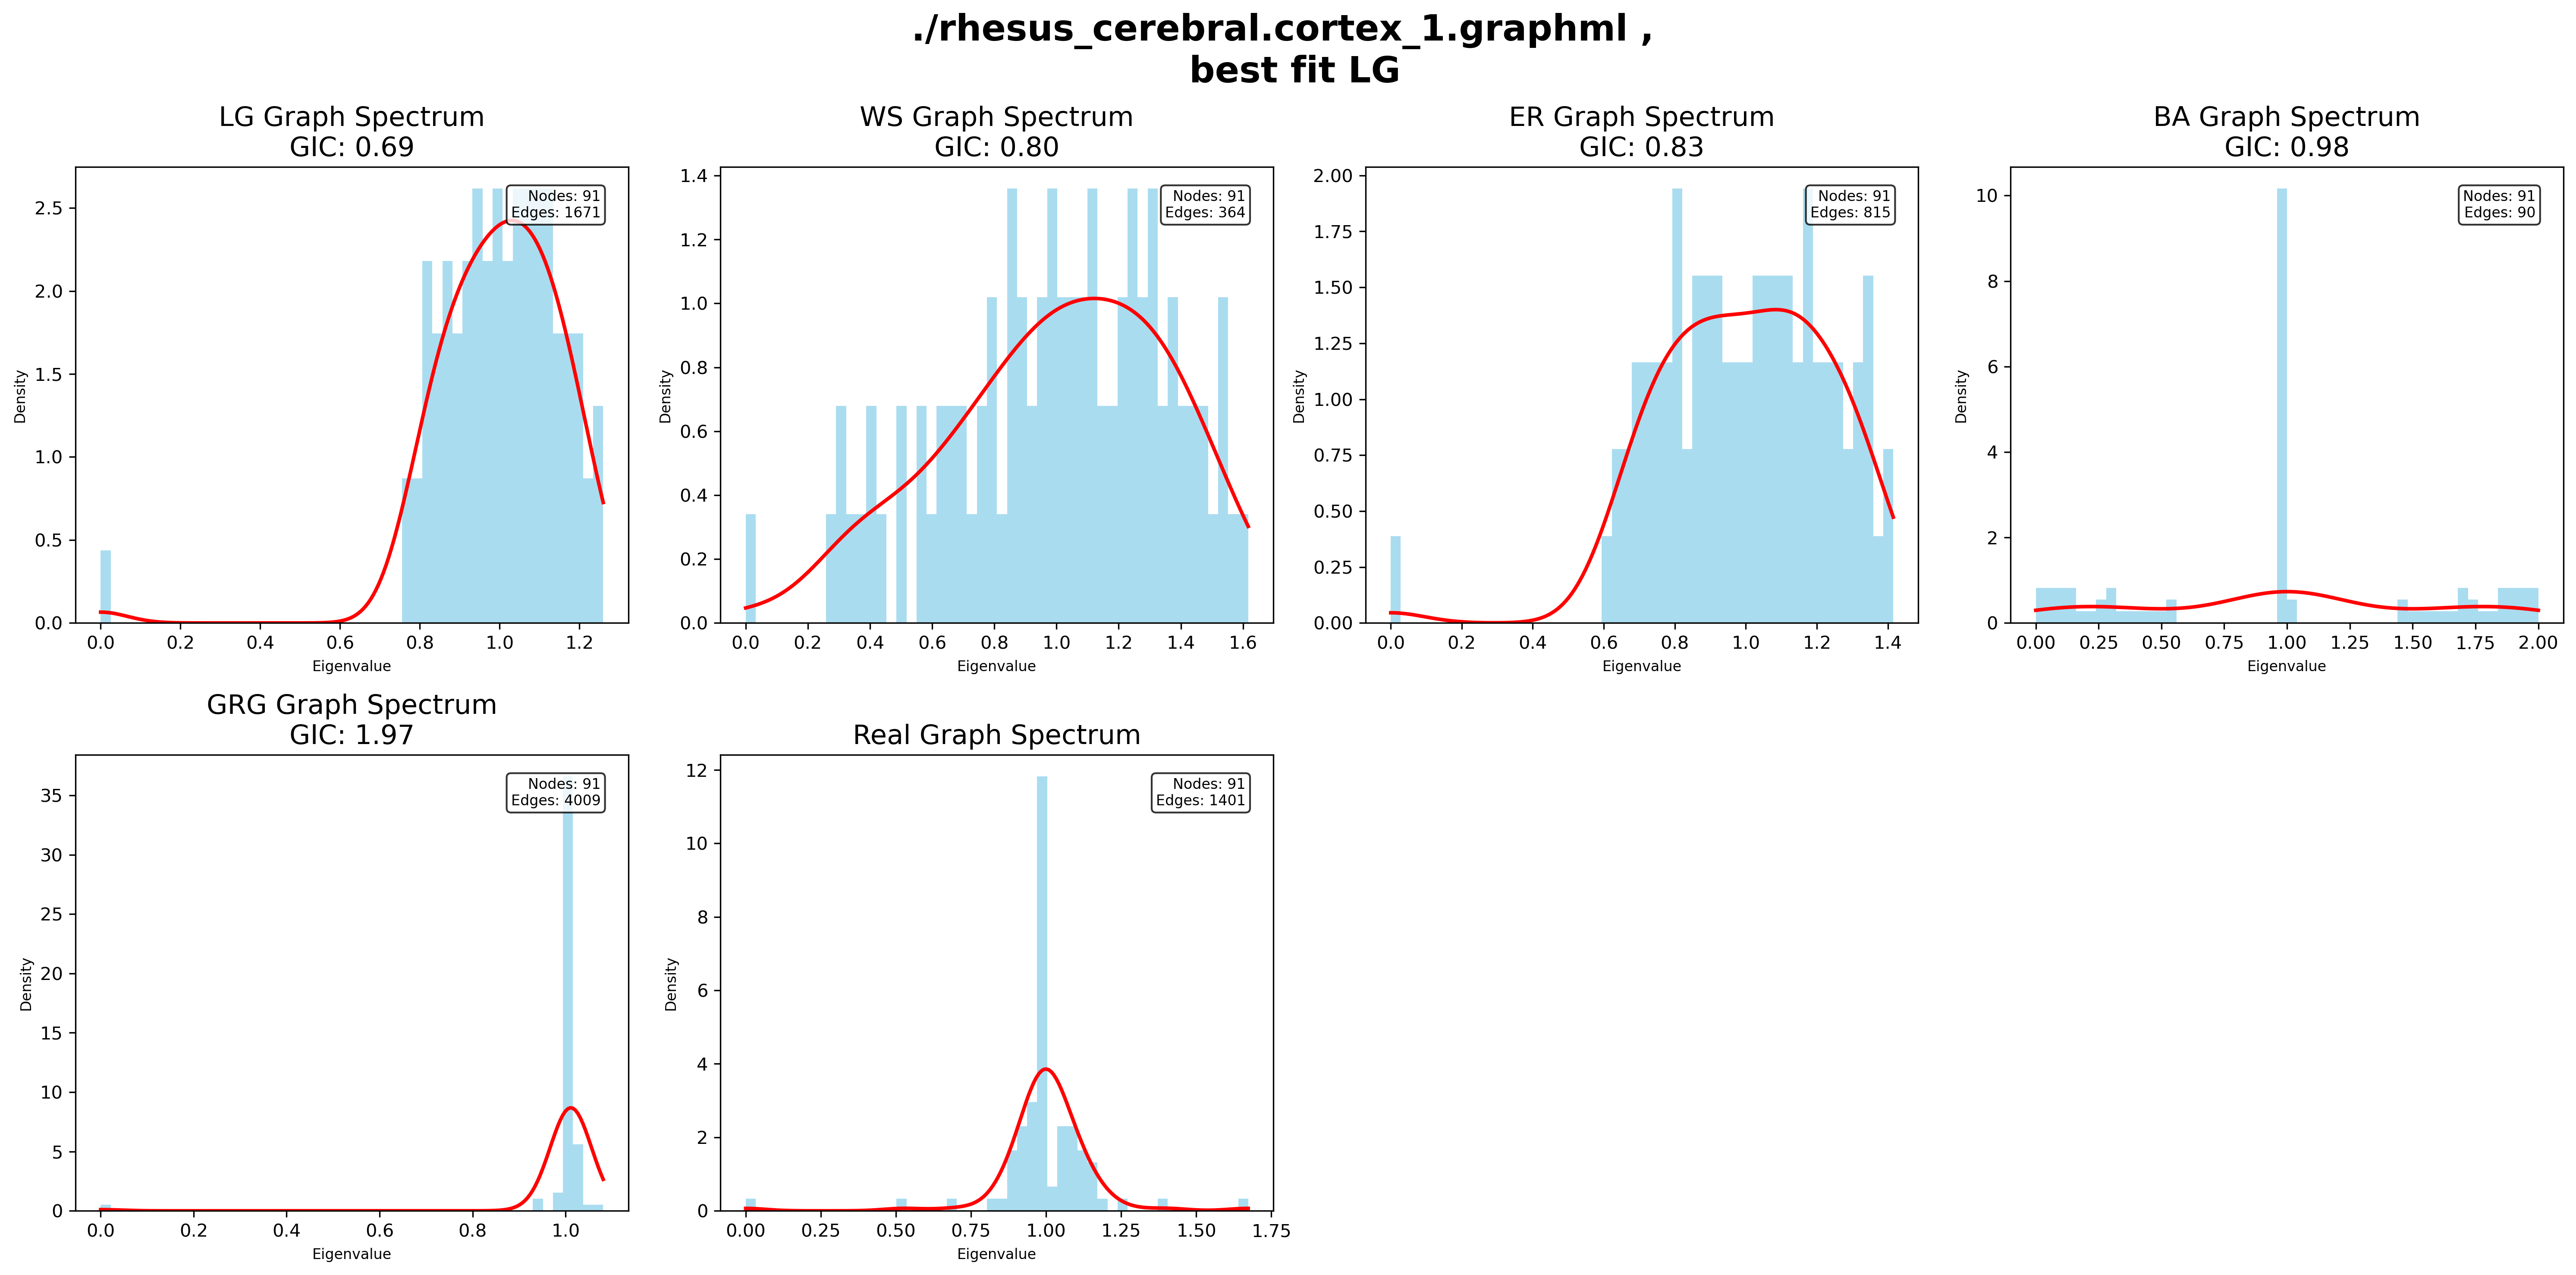 ./rhesus_cerebral.cortex_1.graphml ,
best fit LG
LG Graph Spectrum
GIC: 0.69
Nodes: 91
Edges: 1671
Density
2.5
2.0
1.5
1.0
0.5
0.0
0.0 0.2 0.4 0.6 0.8 1.0 1.2
Eigenvalue
WS Graph Spectrum
GIC: 0.80
Nodes: 91
Edges: 364
Density
1.4
1.2
1.0
0.8
0.6
0.4
0.2
0.0
0.0 0.2 0.4 0.6 0.8 1.0 1.2 1.4 1.6
Eigenvalue
ER Graph Spectrum
GIC: 0.83
Nodes: 91
Edges: 815
Density
2.00
1.75
1.50
1.25
1.00
0.75
0.50
0.25
0.00
0.0 0.2 0.4 0.6 0.8 1.0 1.2 1.4
Eigenvalue
BA Graph Spectrum
GIC: 0.98
Nodes: 91
Edges: 90
Density
10
8
6
4
2
0
0.00 0.25 0.50 0.75 1.00 1.25 1.50 1.75 2.00
Eigenvalue
GRG Graph Spectrum
GIC: 1.97
Nodes: 91
Edges: 4009
Density
35
30
25
20
15
10
5
0
0.0 0.2 0.4 0.6 0.8 1.0
Eigenvalue
Real Graph Spectrum
Nodes: 91
Edges: 1401
Density
12
10
8
6
4
2
0
0.00 0.25 0.50 0.75 1.00 1.25 1.50 1.75
Eigenvalue